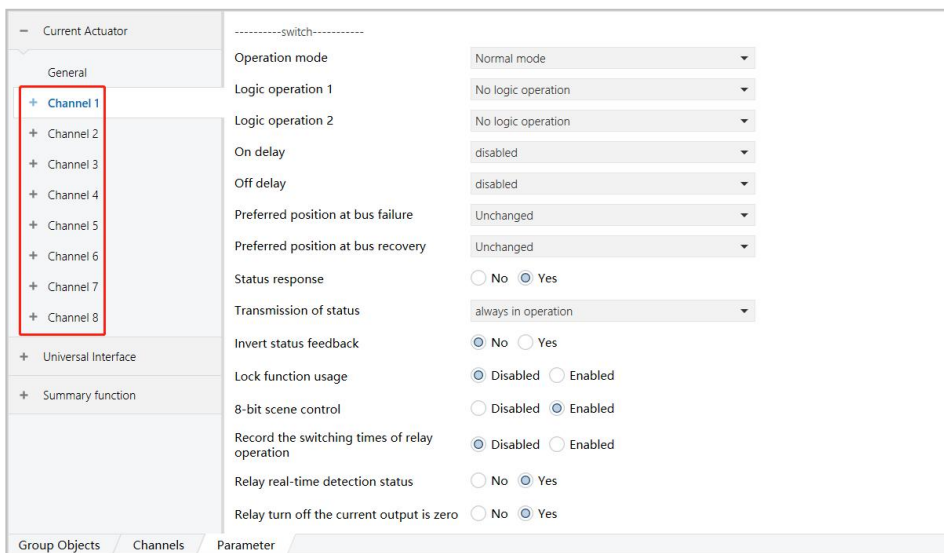 Current Actuator
General
Channel 1
Channel 2
Channel 3
Channel 4
Channel 5
Channel 6
Channel 7
Channel 8
Universal Interface
Summary function
----------switch-----------
Operation mode Normal mode
Logic operation 1 No logic operation
Logic operation 2 No logic operation
On delay disabled
Off delay disabled
Preferred position at bus failure Unchanged
Preferred position at bus recovery Unchanged
Status response No Yes
Transmission of status always in operation
Invert status feedback No Yes
Lock function usage Disabled Enabled
8-bit scene control Disabled Enabled
Record the switching times of relay
operation Disabled Enabled
Relay real-time detection status No Yes
Relay turn off the current output is zero No Yes
Group Objects Channels Parameter